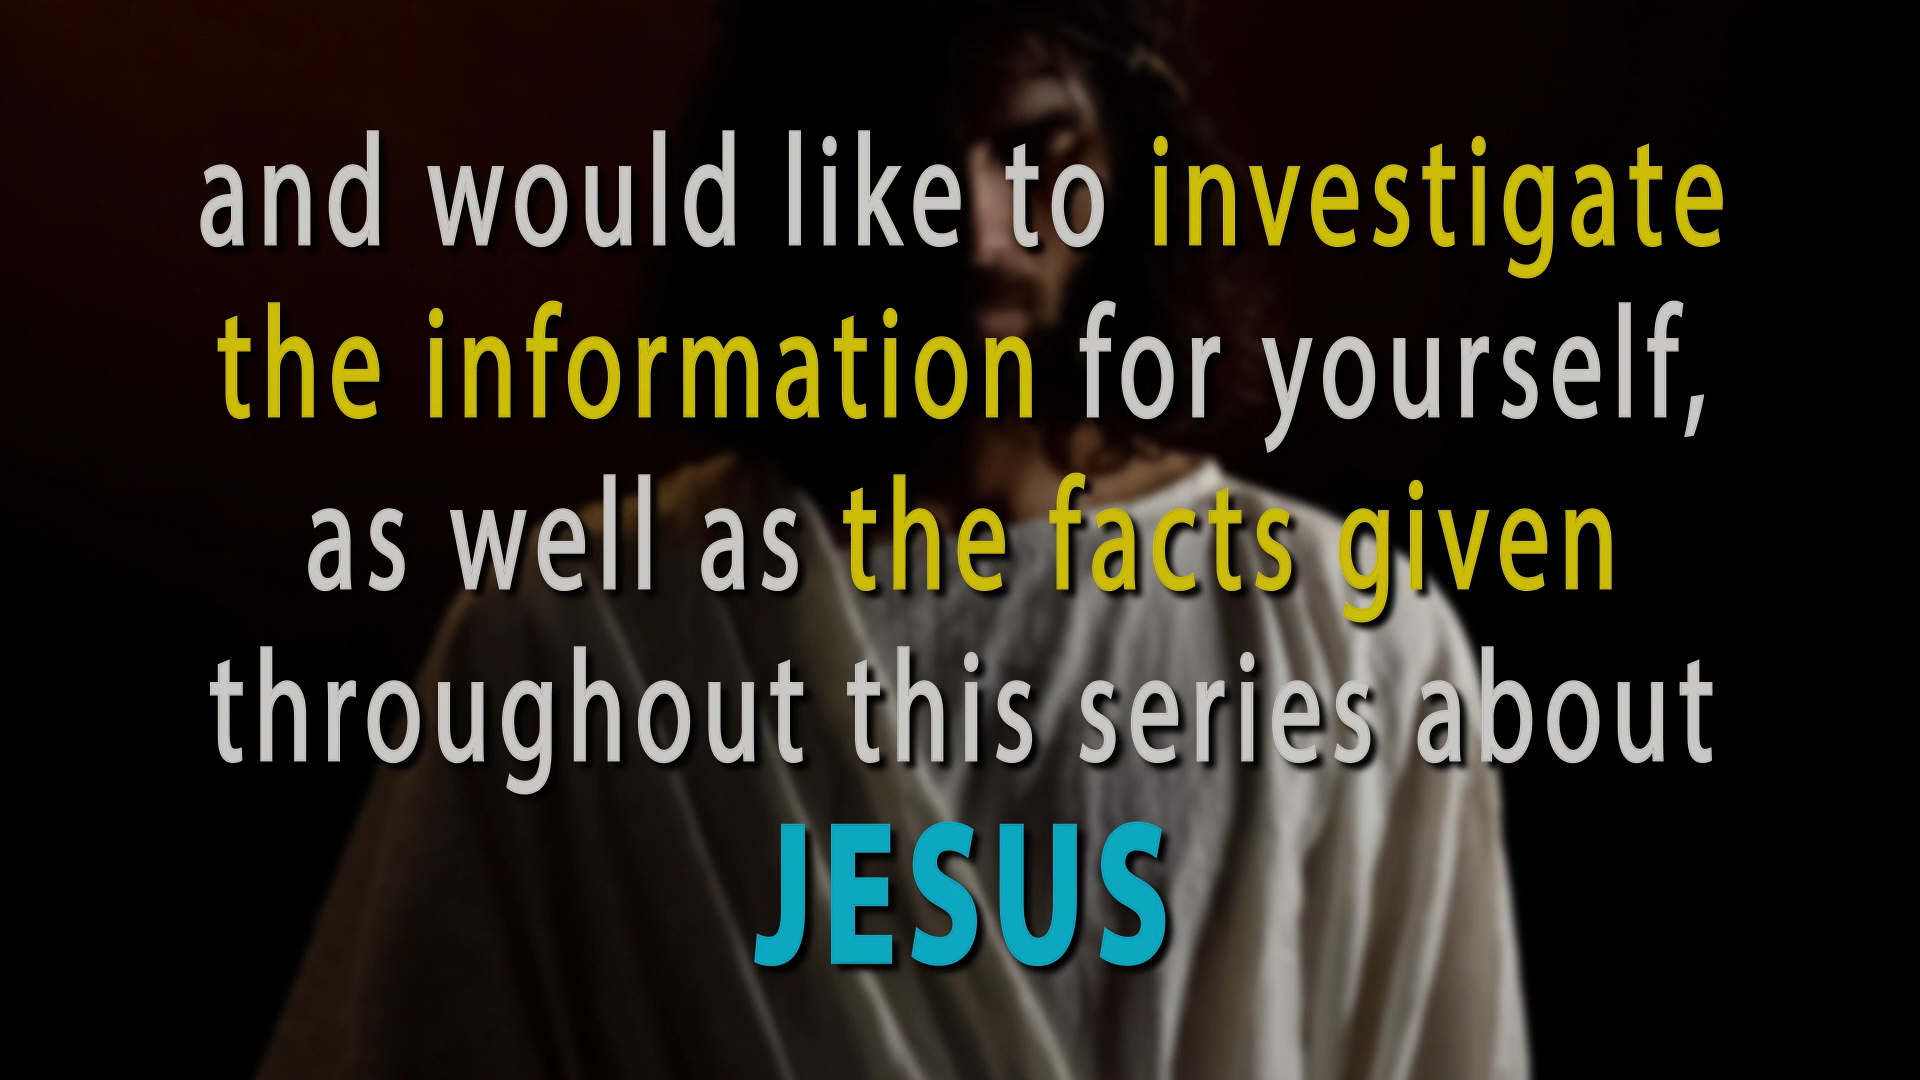 and would like to investigate
the information for yourself,
as well as the facts given
throughout this series about
JESUS